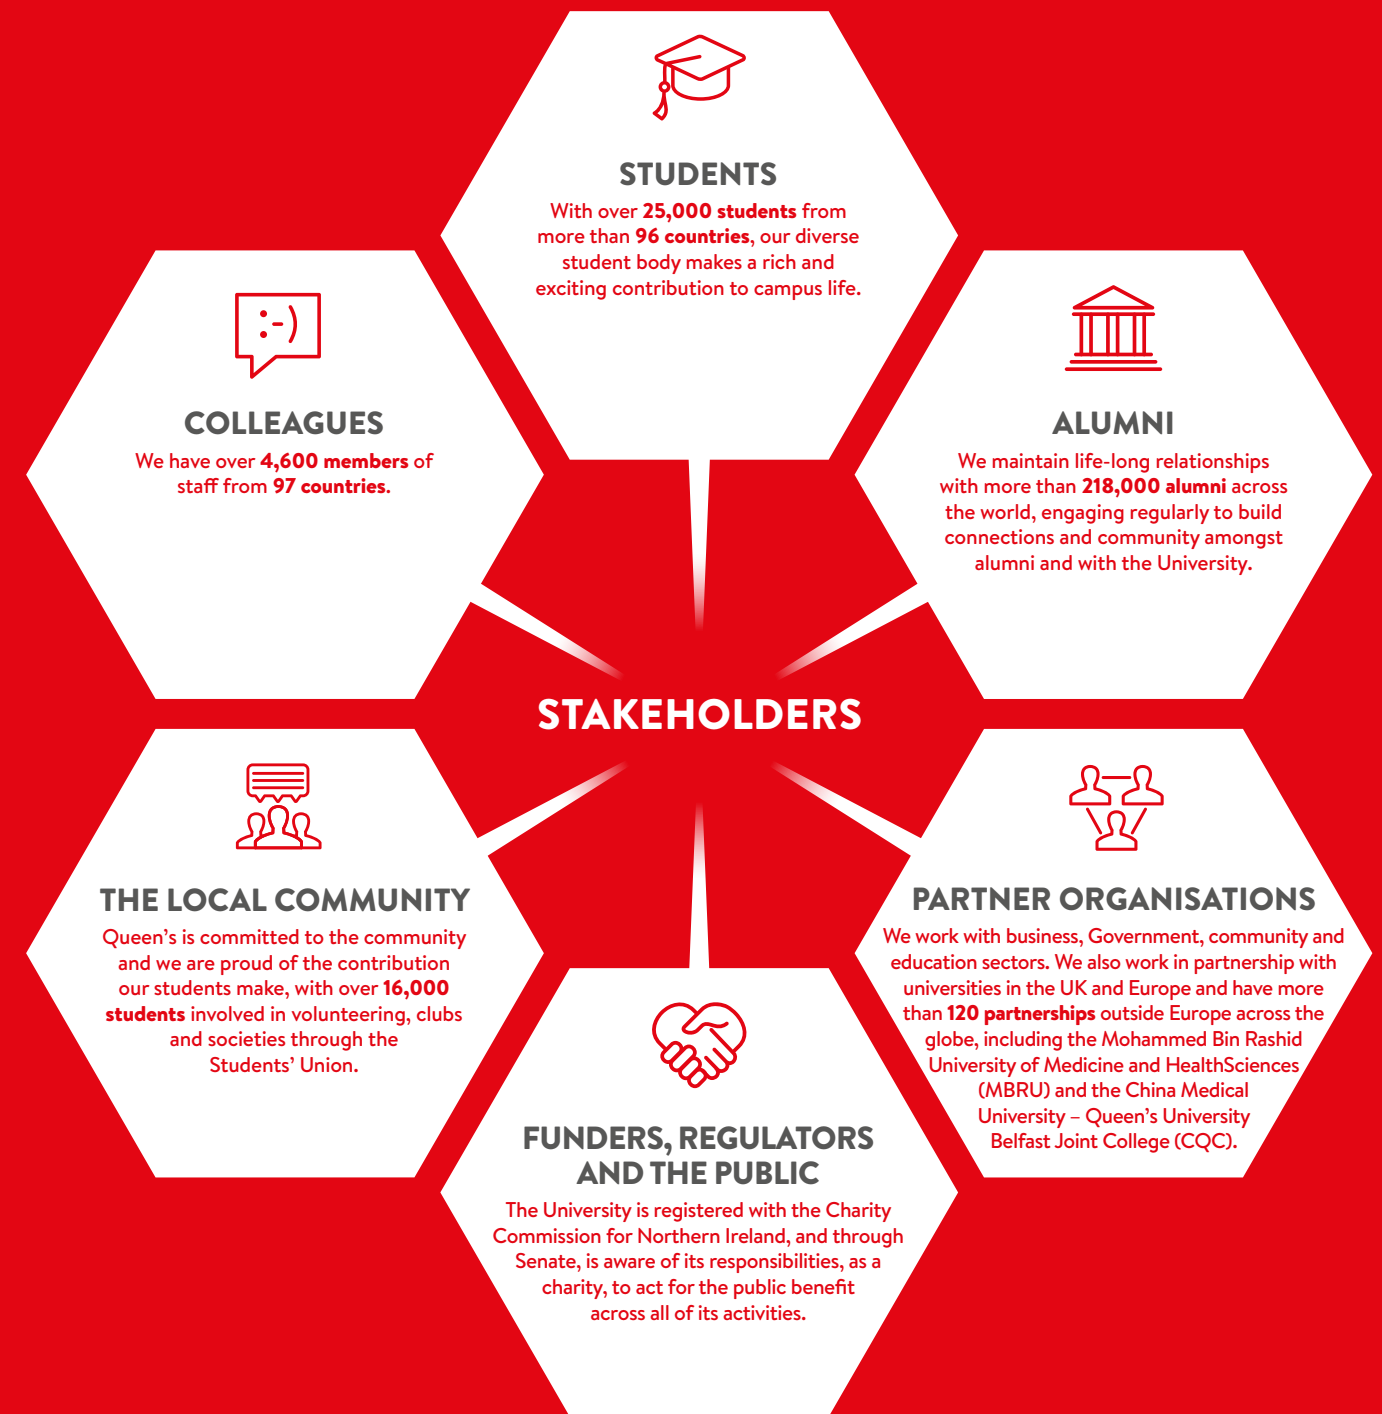 STUDENTS
With over 25,000 students from
more than 96 countries, our diverse
student body makes a rich and
exciting contribution to campus life.
:-)
COLLEAGUES
We have over 4,600 members of
staff from 97 countries.
ALUMNI
We maintain life-long relationships
with more than 218,000 alumni across
the world, engaging regularly to build
connections and community amongst
alumni and with the University.
STAKEHOLDERS
THE LOCAL COMMUNITY
Queen's is committed to the community
and we are proud of the contribution
our students make, with over 16,000
students involved in volunteering, clubs
and societies through the
Students' Union.
PARTNER ORGANISATIONS
We work with business, Government, community and
education sectors. We also work in partnership with
universities in the UK and Europe and have more
than 120 partnerships outside Europe across the
globe, including the Mohammed Bin Rashid
University of Medicine and HealthSciences
(MBRU) and the China Medical
University – Queen's University
Belfast Joint College (CQC).
FUNDERS, REGULATORS
AND THE PUBLIC
The University is registered with the Charity
Commission for Northern Ireland, and through
Senate, is aware of its responsibilities, as a
charity, to act for the public benefit
across all of its activities.